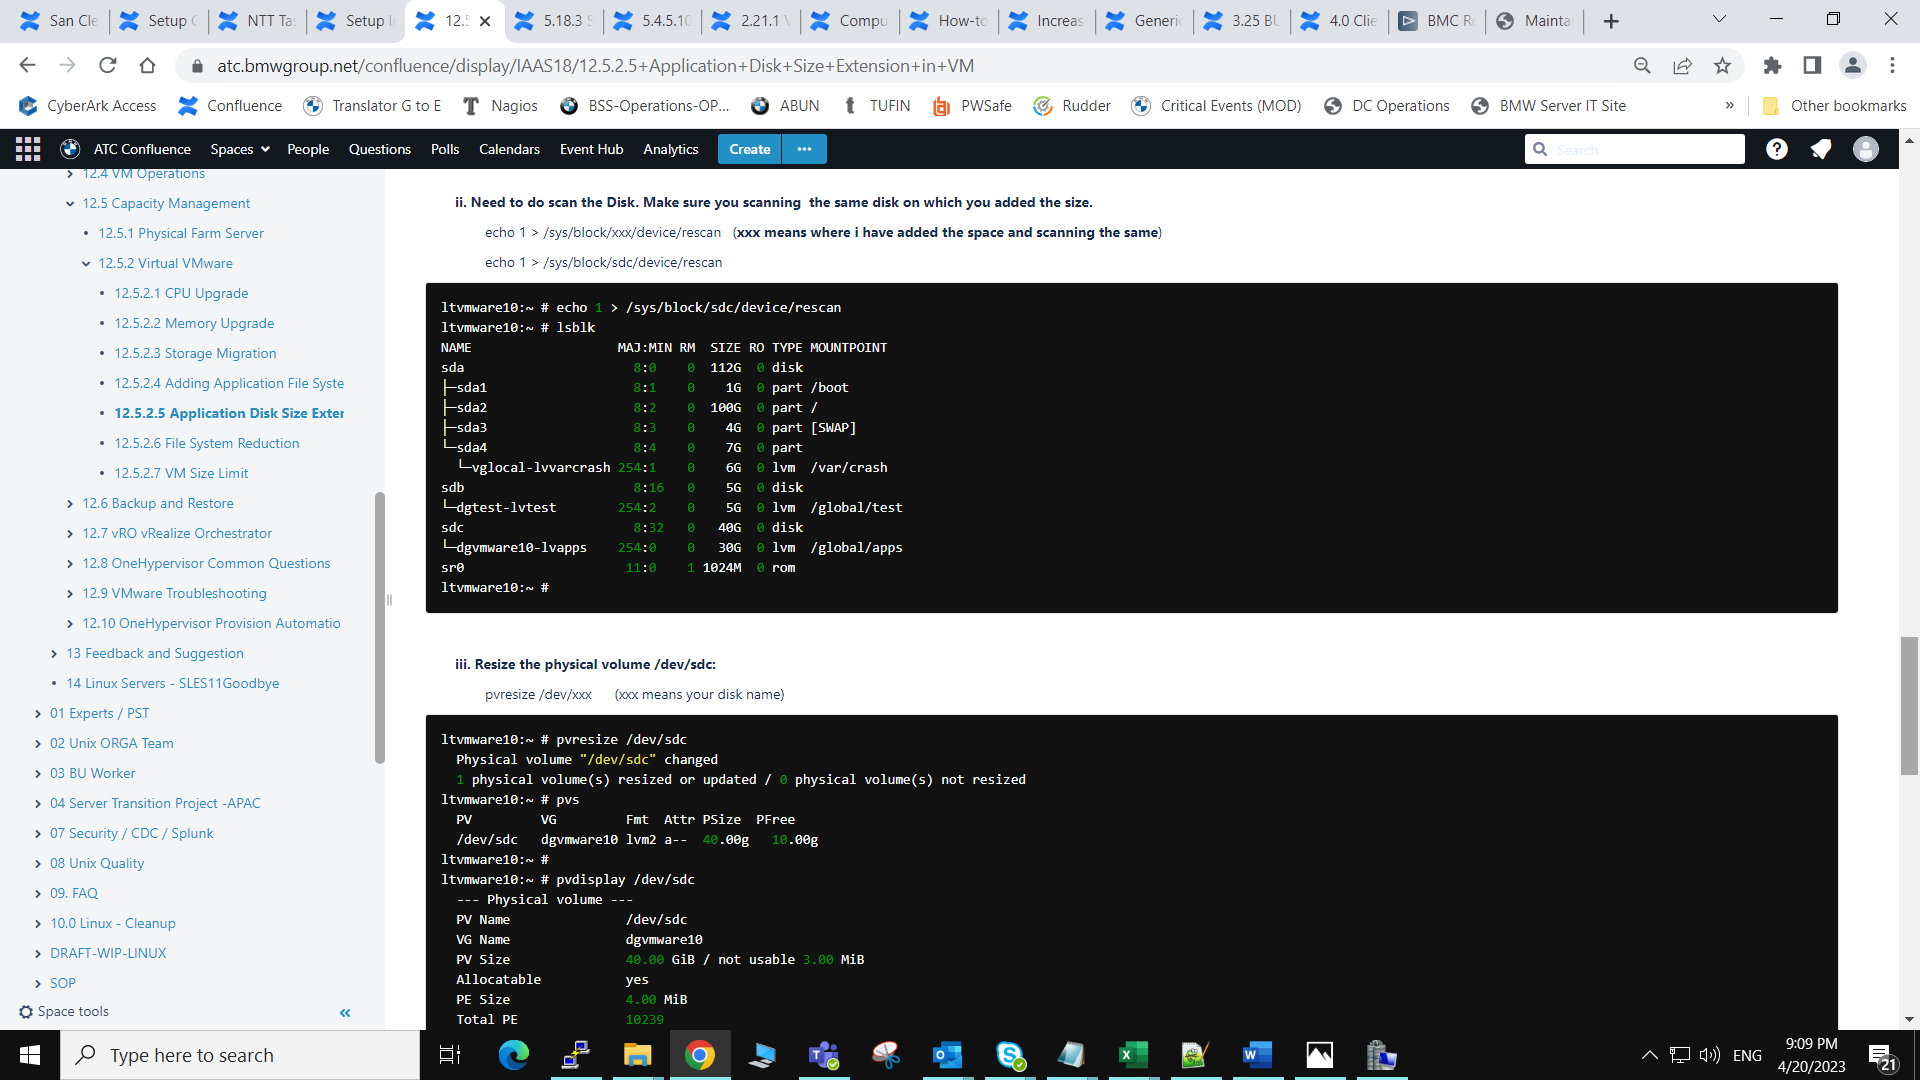 San Cle
Setup C
NTT Tas
Setup In
12.5
5.18.3 S
5.4.5.10
2.21.1 V
Compu
How-to
Increas
Generic
3.25 BU
4.0 Clie
BMC Re
Mainta
atc.bmwgroup.net/confluence/display/IAAS18/12.5.2.5+Application+Disk+Size+Extension+in+VM
CyberArk Access
Confluence
Translator G to E
Nagios
BSS-Operations-OP...
ABUN
TUFIN
PWSafe
Rudder
Critical Events (MOD)
DC Operations
BMW Server IT Site
»
Other bookmarks
ATC Confluence
Spaces
People
Questions
Polls
Calendars
Event Hub
Analytics
Create
Search
12.4 VM Operations
12.5 Capacity Management
12.5.1 Physical Farm Server
12.5.2 Virtual VMware
12.5.2.1 CPU Upgrade
12.5.2.2 Memory Upgrade
12.5.2.3 Storage Migration
12.5.2.4 Adding Application File Syste
12.5.2.5 Application Disk Size Exter
12.5.2.6 File System Reduction
12.5.2.7 VM Size Limit
12.6 Backup and Restore
12.7 vRO vRealize Orchestrator
12.8 OneHypervisor Common Questions
12.9 VMware Troubleshooting
12.10 OneHypervisor Provision Automatio
13 Feedback and Suggestion
14 Linux Servers - SLES11Goodbye
01 Experts / PST
02 Unix ORGA Team
03 BU Worker
04 Server Transition Project -APAC
07 Security / CDC / Splunk
08 Unix Quality
09. FAQ
10.0 Linux - Cleanup
DRAFT-WIP-LINUX
SOP
Space tools
«
ii. Need to do scan the Disk. Make sure you scanning  the same disk on which you added the size.
echo 1 > /sys/block/xxx/device/rescan   (xxx means where i have added the space and scanning the same)
echo 1 > /sys/block/sdc/device/rescan
ltvmware10:~ # echo 1 > /sys/block/sdc/device/rescan
ltvmware10:~ # lsblk
NAME                   MAJ:MIN RM  SIZE RO TYPE MOUNTPOINT
sda                      8:0    0  112G  0 disk
├─sda1                   8:1    0    1G  0 part /boot
├─sda2                   8:2    0  100G  0 part /
├─sda3                   8:3    0    4G  0 part [SWAP]
└─sda4                   8:4    0    7G  0 part
  └─vglocal-lvvarcrash 254:1    0    6G  0 lvm  /var/crash
sdb                      8:16   0    5G  0 disk
└─dgtest-lvtest        254:2    0    5G  0 lvm  /global/test
sdc                      8:32   0   40G  0 disk
└─dgvmware10-lvapps    254:0    0   30G  0 lvm  /global/apps
sr0                     11:0    1 1024M  0 rom
ltvmware10:~ #
iii. Resize the physical volume /dev/sdc:
pvresize /dev/xxx      (xxx means your disk name)
ltvmware10:~ # pvresize /dev/sdc
  Physical volume "/dev/sdc" changed
  1 physical volume(s) resized or updated / 0 physical volume(s) not resized
ltvmware10:~ # pvs
  PV         VG         Fmt  Attr PSize  PFree
  /dev/sdc   dgvmware10 lvm2 a--  40.00g   10.00g
ltvmware10:~ #
ltvmware10:~ # pvdisplay /dev/sdc
  --- Physical volume ---
  PV Name               /dev/sdc
  VG Name               dgvmware10
  PV Size               40.00 GiB / not usable 3.00 MiB
  Allocatable           yes
  PE Size               4.00 MiB
  Total PE              10239
Type here to search
ENG
9:09 PM
4/20/2023
21